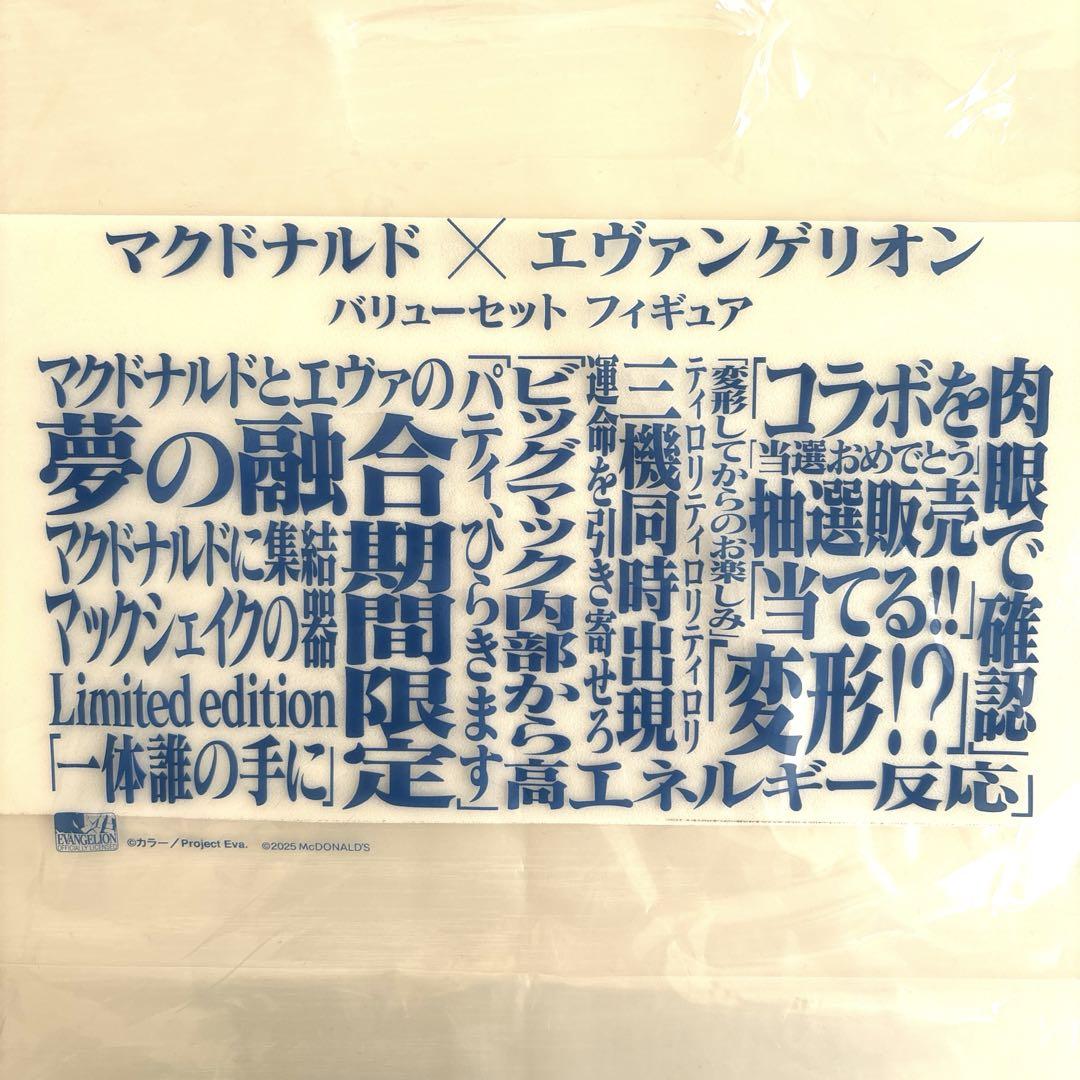 マクドナルド×エヴァンゲリオン
バリューセット フィギュア
肉眼で確認」
「コラボを
「当選おめでとう」
抽選販売
「当てる!!」
「変形!?」
「変形してからのお楽しみ」
ティロリティロリティロリ
三機同時出現
運命を引き寄せろ
「ビッグマック内部から
高エネルギー反応」
「パティ、ひらきます」
マクドナルドとエヴァの
夢の融合
期間限定
マクドナルドに集結
マックシェイクの器
Limited edition
「一体誰の手に」
EVANGELION
OFFICIALLY LICENSED
©カラー/Project Eva. ©2025 McDONALD'S